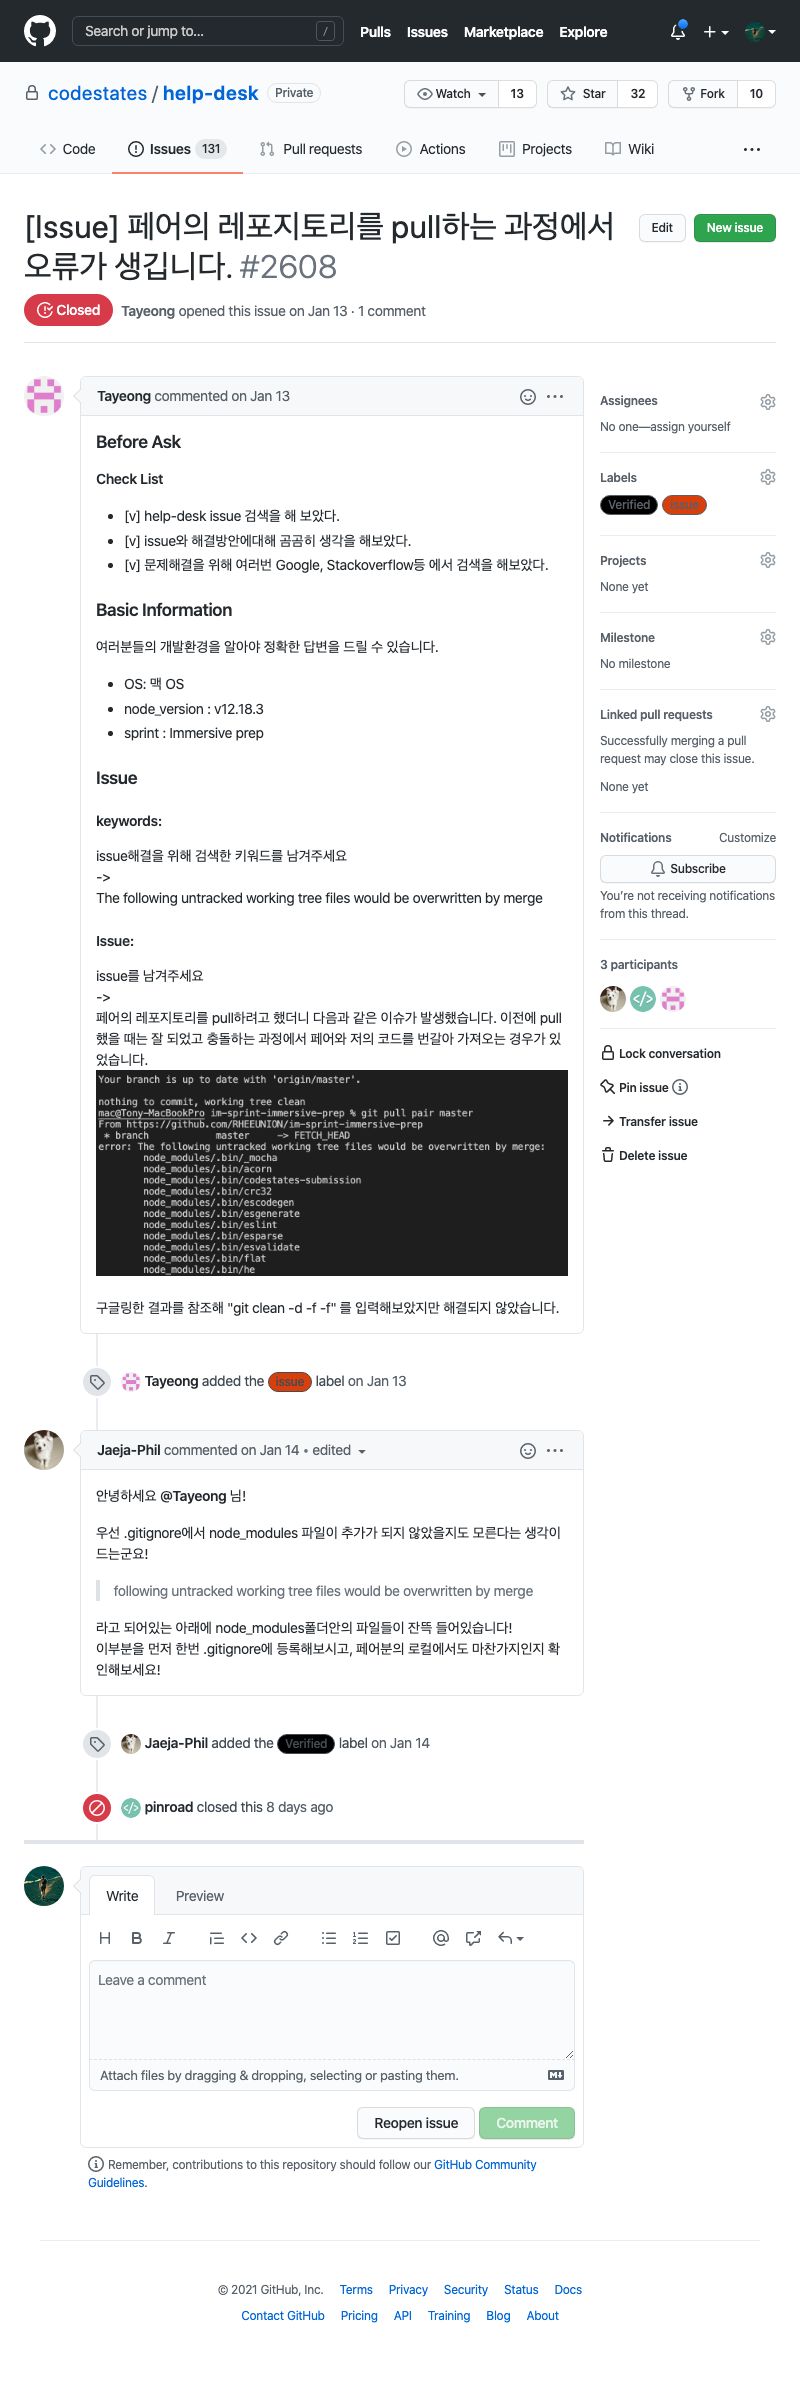 Search or jump to...
/
Pulls
Issues
Marketplace
Explore
codestates / help-desk
Private
Watch
13
Star
32
Fork
10
Code
Issues 131
Pull requests
Actions
Projects
Wiki
[Issue] 페어의 레포지토리를 pull하는 과정에서
오류가 생깁니다. #2608
Edit
New issue
Closed
Tayeong opened this issue on Jan 13 · 1 comment
Tayeong commented on Jan 13
Before Ask
Check List
[v] help-desk issue 검색을 해 보았다.
[v] issue와 해결방안에대해 곰곰히 생각을 해보았다.
[v] 문제해결을 위해 여러번 Google, Stackoverflow등 에서 검색을 해보았다.
Basic Information
여러분들의 개발환경을 알아야 정확한 답변을 드릴 수 있습니다.
OS: 맥 OS
node_version : v12.18.3
sprint : Immersive prep
Issue
keywords:
issue해결을 위해 검색한 키워드를 남겨주세요
->
The following untracked working tree files would be overwritten by merge
Issue:
issue를 남겨주세요
->
페어의 레포지토리를 pull하려고 했더니 다음과 같은 이슈가 발생했습니다. 이전에 pull
했을 때는 잘 되었고 충돌하는 과정에서 페어와 저의 코드를 번갈아 가져오는 경우가 있
었습니다.
Your branch is up to date with 'origin/master'.
nothing to commit, working tree clean
mac@Tony-MacBookPro im-sprint-immersive-prep % git pull pair master
From https://github.com/RHEEUNION/im-sprint-immersive-prep
* branch master -> FETCH_HEAD
error: The following untracked working tree files would be overwritten by merge:
node_modules/.bin/_mocha
node_modules/.bin/acorn
node_modules/.bin/codestates-submission
node_modules/.bin/crc32
node_modules/.bin/escodegen
node_modules/.bin/esgenerate
node_modules/.bin/eslint
node_modules/.bin/esparse
node_modules/.bin/esvalidate
node_modules/.bin/flat
node_modules/.bin/he
구글링한 결과를 참조해 "git clean -d -f -f" 를 입력해보았지만 해결되지 않았습니다.
Tayeong added the issue label on Jan 13
Jaeja-Phil commented on Jan 14 • edited
안녕하세요 @Tayeong 님!
우선 .gitignore에서 node_modules 파일이 추가가 되지 않았을지도 모른다는 생각이
드는군요!
following untracked working tree files would be overwritten by merge
라고 되어있는 아래에 node_modules폴더안의 파일들이 잔뜩 들어있습니다!
이부분을 먼저 한번 .gitignore에 등록해보시고, 페어분의 로컬에서도 마찬가지인지 확
인해보세요!
Jaeja-Phil added the Verified label on Jan 14
pinroad closed this 8 days ago
Write
Preview
Leave a comment
Attach files by dragging & dropping, selecting or pasting them.
Reopen issue
Comment
Remember, contributions to this repository should follow our GitHub Community
Guidelines.
Assignees
No one—assign yourself
Labels
Verified
issue
Projects
None yet
Milestone
No milestone
Linked pull requests
Successfully merging a pull
request may close this issue.
None yet
Notifications
Customize
Subscribe
You're not receiving notifications
from this thread.
3 participants
Lock conversation
Pin issue
Transfer issue
Delete issue
© 2021 GitHub, Inc.
Terms
Privacy
Security
Status
Docs
Contact GitHub
Pricing
API
Training
Blog
About